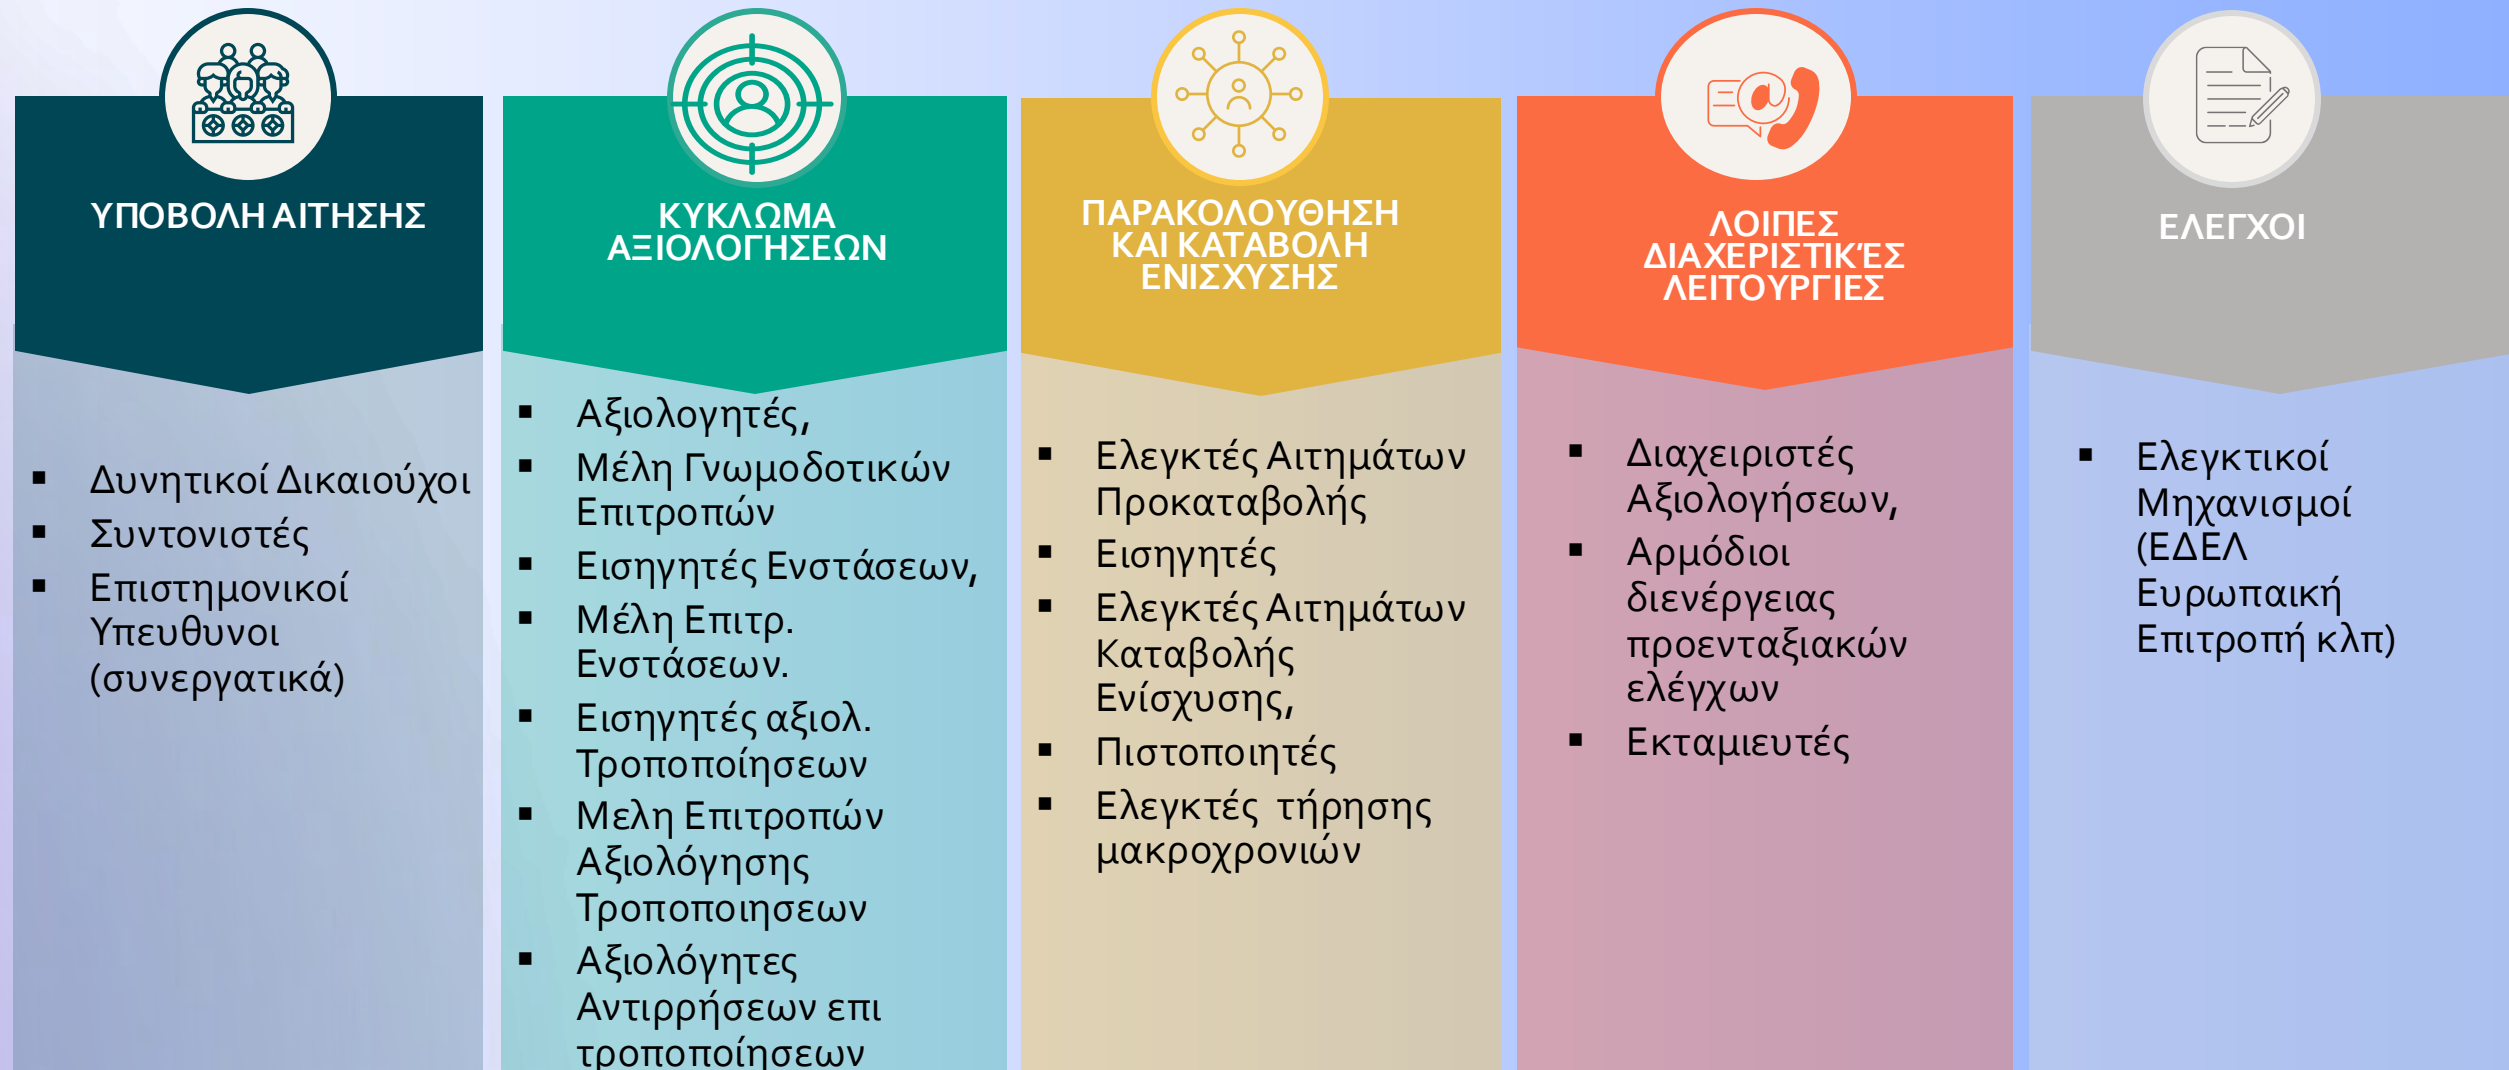 ΥΠΟΒΟΛΗ ΑΙΤΗΣΗΣ
Δυνητικοί Δικαιούχοι
Συντονιστές
Επιστημονικοί
Υπευθυνοι
(συνεργατικά)
ΚΥΚΛΩΜΑ
ΑΞΙΟΛΟΓΗΣΕΩΝ
Αξιολογητές,
Μέλη Γνωμοδοτικών
Επιτροπών
Εισηγητές Ενστάσεων,
Μέλη Επιτρ.
Ενστάσεων.
Εισηγητές αξιολ.
Τροποποίησεων
Μελη Επιτροπών
Αξιολόγησης
Τροποποιησεων
Αξιολόγητες
Αντιρρήσεων επι
τροποποίησεων
ΠΑΡΑΚΟΛΟΥΘΗΣΗ
ΚΑΙ ΚΑΤΑΒΟΛΗ
ΕΝΙΣΧΥΣΗΣ
Ελεγκτές Αιτημάτων
Προκαταβολής
Εισηγητές
Ελεγκτές Αιτημάτων
Καταβολής
Ενίσχυσης,
Πιστοποιητές
Ελεγκτές τήρησης
μακροχρονιών
ΛΟΙΠΕΣ
ΔΙΑΧΕΡΙΣΤΙΚΈΣ
ΛΕΙΤΟΥΡΓΙΕΣ
Διαχειριστές
Αξιολογήσεων,
Αρμόδιοι
διενέργειας
προενταξιακών
ελέγχων
Εκταμιευτές
ΕΛΕΓΧΟΙ
Ελεγκτικοί
Μηχανισμοί
(ΕΔΕΛ
Ευρωπαική
Επιτροπή κλπ)